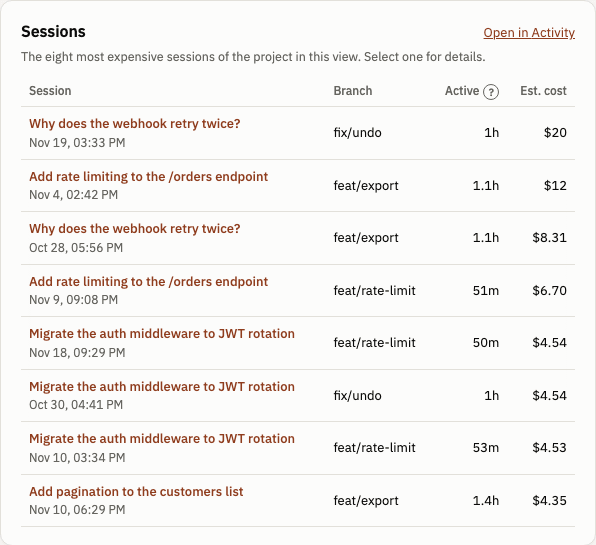 Sessions
Open in Activity
The eight most expensive sessions of the project in this view. Select one for details.
Session Branch Active ? Est. cost
Why does the webhook retry twice?
Nov 19, 03:33 PM
fix/undo 1h $20
Add rate limiting to the /orders endpoint
Nov 4, 02:42 PM
feat/export 1.1h $12
Why does the webhook retry twice?
Oct 28, 05:56 PM
feat/export 1.1h $8.31
Add rate limiting to the /orders endpoint
Nov 9, 09:08 PM
feat/rate-limit 51m $6.70
Migrate the auth middleware to JWT rotation
Nov 18, 09:29 PM
feat/rate-limit 50m $4.54
Migrate the auth middleware to JWT rotation
Oct 30, 04:41 PM
fix/undo 1h $4.54
Migrate the auth middleware to JWT rotation
Nov 10, 03:34 PM
feat/rate-limit 53m $4.53
Add pagination to the customers list
Nov 10, 06:29 PM
feat/export 1.4h $4.35